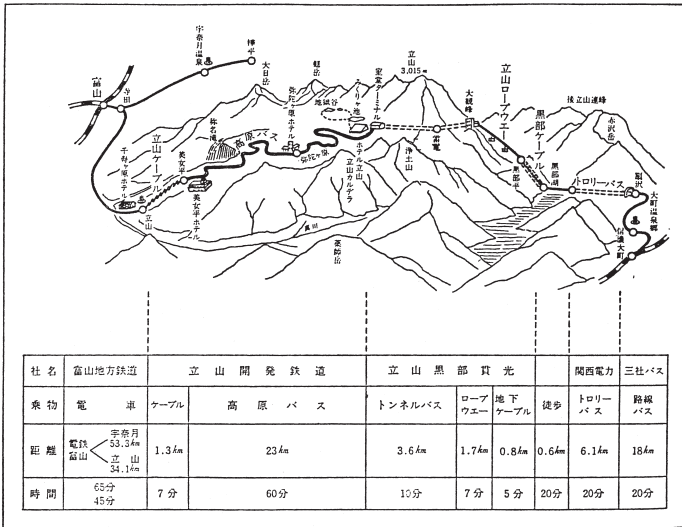 欅平
宇奈月温泉
富山
寺田
大日岳
称名滝
高原バス
弥陀ヶ原ホテル
地獄谷
みくりヶ池
室堂ターミナル
立山
3,015m
大観峰
立山ロープウエー
黒部ケーブル
後立山連峰
赤沢岳
千寿ヶ原ホテル
立山ケーブル
美女平
美女平ホテル
立山
弥陀ヶ原
ホテル立山
立山カルデラ
浄土山
雷電
黒部平
黒部湖
トロリーバス
扇沢
大町温泉郷
信濃大町
真川
薬師岳
社名 富山地方鉄道 立山開発鉄道 立山黒部貫光 関西電力 三社バス
乗物 電車 ケーブル 高原バス トンネルバス ロープウエー 地下ケーブル 徒歩 トロリーバス 路線バス
距離 電鉄富山 宇奈月 53.3km 立山 34.1km 1.3km 23km 3.6km 1.7km 0.8km 0.6km 6.1km 18km
時間 65分 45分 7分 60分 10分 7分 5分 20分 20分 20分